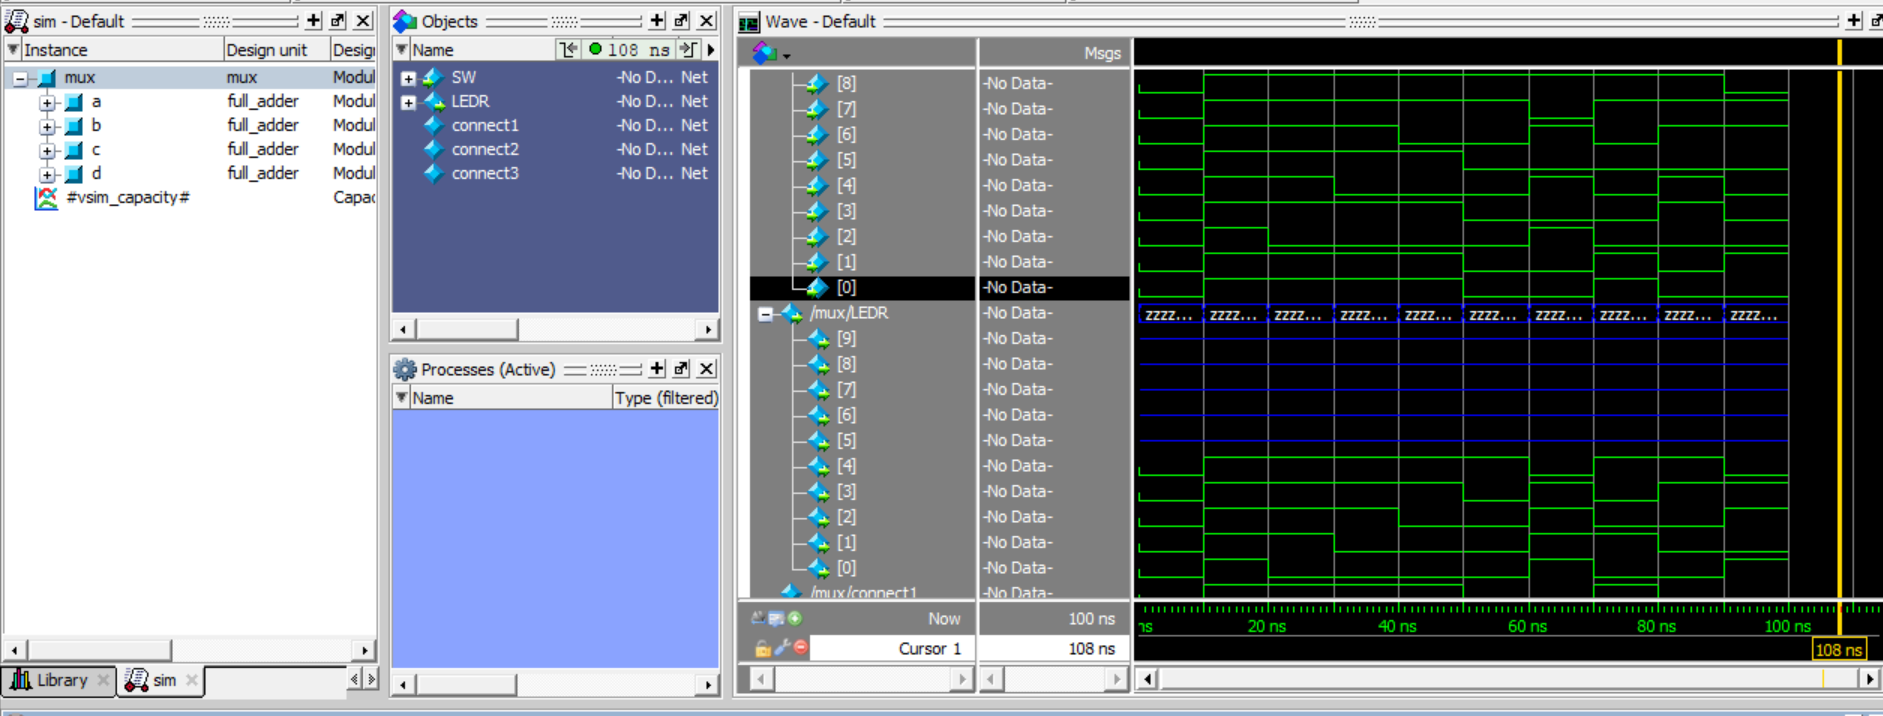 sim - Default
Instance Design unit Desig
mux mux Modul
a full_adder Modul
b full_adder Modul
c full_adder Modul
d full_adder Modul
#vsim_capacity# Capac
Library sim
Objects
Name 108 ns
SW -No D... Net
LEDR -No D... Net
connect1 -No D... Net
connect2 -No D... Net
connect3 -No D... Net
Processes (Active)
Name Type (filtered)
Wave - Default
Msgs
[8] -No Data-
[7] -No Data-
[6] -No Data-
[5] -No Data-
[4] -No Data-
[3] -No Data-
[2] -No Data-
[1] -No Data-
[0] -No Data-
/mux/LEDR -No Data- zzzz... zzzz... zzzz... zzzz... zzzz... zzzz... zzzz... zzzz... zzzz... zzzz...
[9] -No Data-
[8] -No Data-
[7] -No Data-
[6] -No Data-
[5] -No Data-
[4] -No Data-
[3] -No Data-
[2] -No Data-
[1] -No Data-
[0] -No Data-
/mux/connect1 -No Data-
Now 100 ns ns 20 ns 40 ns 60 ns 80 ns 100 ns
Cursor 1 108 ns 108 ns